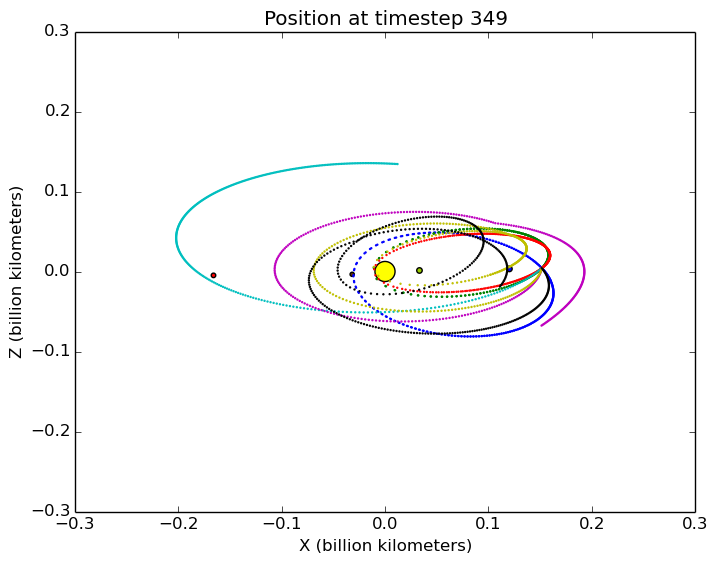 Position at timestep 349
0.3
0.2
0.1
0.0
−0.1
−0.2
−0.3
Z (billion kilometers)
−0.3 −0.2 −0.1 0.0 0.1 0.2 0.3
X (billion kilometers)